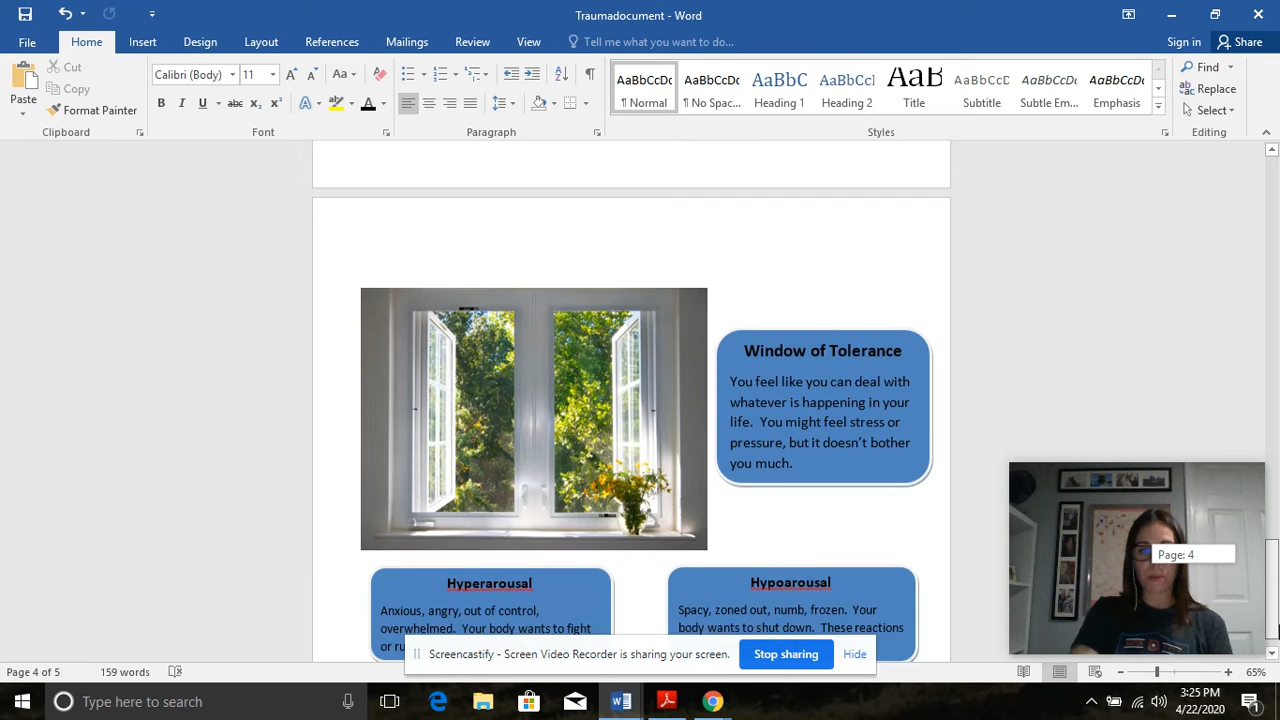 Traumadocument - Word
File
Home
Insert
Design
Layout
References
Mailings
Review
View
Tell me what you want to do...
Sign in
Share
Paste
Cut
Copy
Format Painter
Clipboard
Calibri (Body)
11
Font
Paragraph
AaBbCcDc
¶ Normal
AaBbCcDc
¶ No Spac...
AaBbC
Heading 1
AaBbCcI
Heading 2
AaB
Title
AaBbCcD
Subtitle
AaBbCcDc
Subtle Em...
AaBbCcDc
Emphasis
Styles
Find
Replace
Select
Editing
Window of Tolerance
You feel like you can deal with
whatever is happening in your
life. You might feel stress or
pressure, but it doesn't bother
you much.
Page: 4
Hyperarousal
Anxious, angry, out of control,
overwhelmed. Your body wants to fight
or
Hypoarousal
Spacy, zoned out, numb, frozen. Your
body wants to shut down. These reactions
Screencastify - Screen Video Recorder is sharing your screen.
Stop sharing
Hide
Page 4 of 5
159 words
65%
Type here to search
3:25 PM
4/22/2020